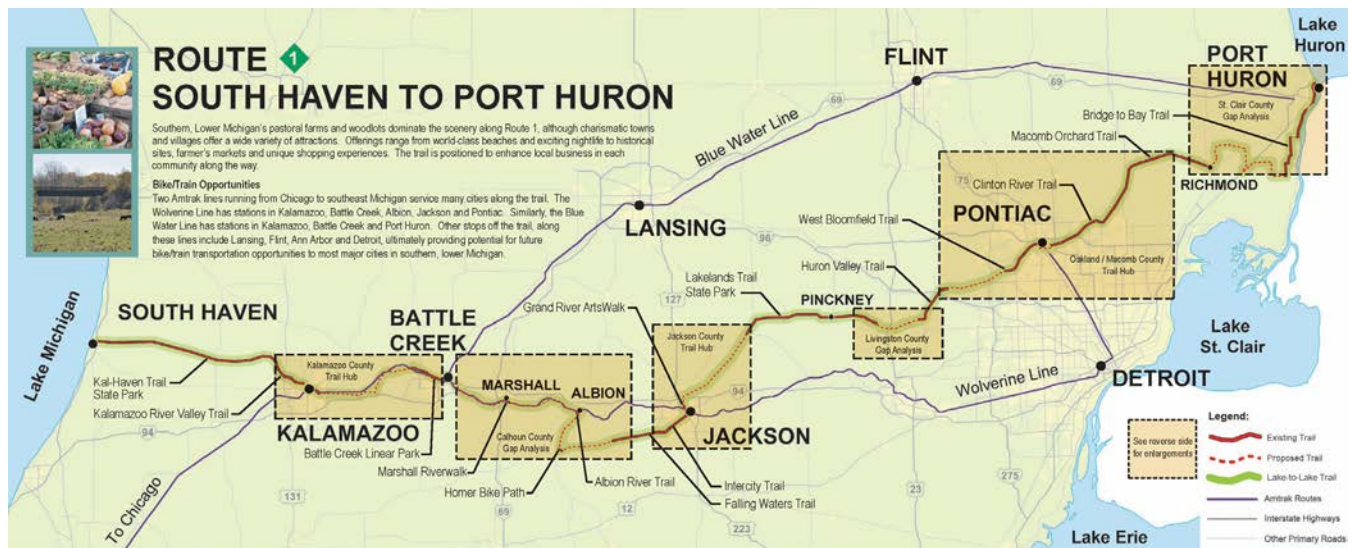 ROUTE 1
SOUTH HAVEN TO PORT HURON
Southern, Lower Michigan's pastoral farms and woodlots dominate the scenery along Route 1, although charismatic towns
and villages offer a wide variety of attractions. Offerings range from world-class beaches and exciting nightlife to historical
sites, farmer's markets and unique shopping experiences. The trail is positioned to enhance local business in each
community along the way.
Bike/Train Opportunities
Two Amtrak lines running from Chicago to southeast Michigan service many cities along the trail. The
Wolverine Line has stations in Kalamazoo, Battle Creek, Albion, Jackson and Pontiac. Similarly, the Blue
Water Line has stations in Kalamazoo, Battle Creek and Port Huron. Other stops off the trail, along
these lines include Lansing, Flint, Ann Arbor and Detroit, ultimately providing potential for future
bike/train transportation opportunities to most major cities in southern, lower Michigan.
Lake
Huron
PORT
HURON
FLINT
69
69
St. Clair County
Gap Analysis
Bridge to Bay Trail
Macomb Orchard Trail
Blue Water Line
RICHMOND
75
Clinton River Trail
PONTIAC
West Bloomfield Trail
LANSING
96
Oakland / Macomb County
Trail Hub
Huron Valley Trail
Lakelands Trail
State Park
127
Grand River ArtsWalk
PINCKNEY
SOUTH HAVEN
BATTLE
CREEK
Lake Michigan
Jackson County
Trail Hub
Livingston County
Gap Analysis
Lake
St. Clair
Kalamazoo County
Trail Hub
Kal-Haven Trail
State Park
MARSHALL
ALBION
94
Wolverine Line
DETROIT
Kalamazoo River Valley Trail
94
KALAMAZOO
Calhoun County
Gap Analysis
JACKSON
Battle Creek Linear Park
Marshall Riverwalk
Homer Bike Path
Albion River Trail
Intercity Trail
Falling Waters Trail
To Chicago
131
69
12
223
23
275
Lake Erie
See reverse side
for enlargements
Legend:
Existing Trail
Proposed Trail
Lake-to-Lake Trail
Amtrak Routes
Interstate Highways
Other Primary Roads